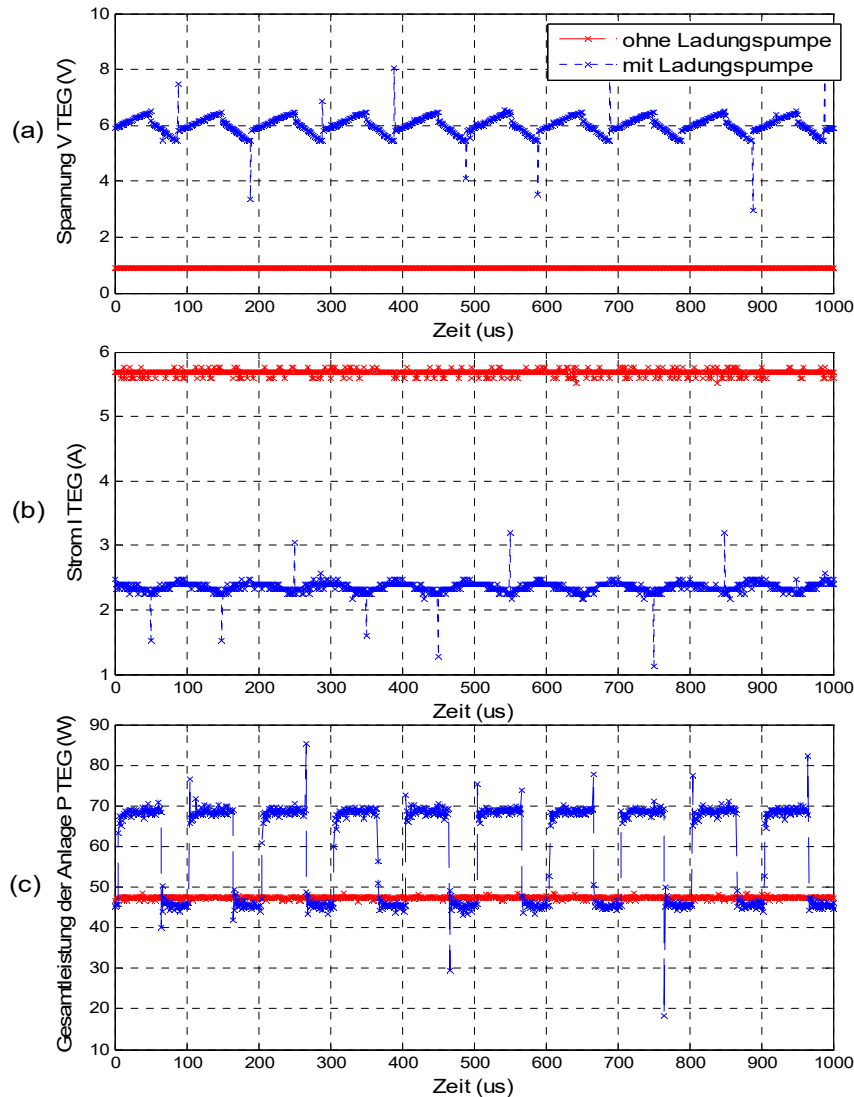 ohne Ladungspumpe
mit Ladungspumpe
(a)
Spannung V TEG (V)
10
8
6
4
2
0
0 100 200 300 400 500 600 700 800 900 1000
Zeit (us)
(b)
Strom I TEG (A)
6
5
4
3
2
1
0 100 200 300 400 500 600 700 800 900 1000
Zeit (us)
(c)
Gesamtleistung der Anlage P TEG (W)
90
80
70
60
50
40
30
20
10
0 100 200 300 400 500 600 700 800 900 1000
Zeit (us)